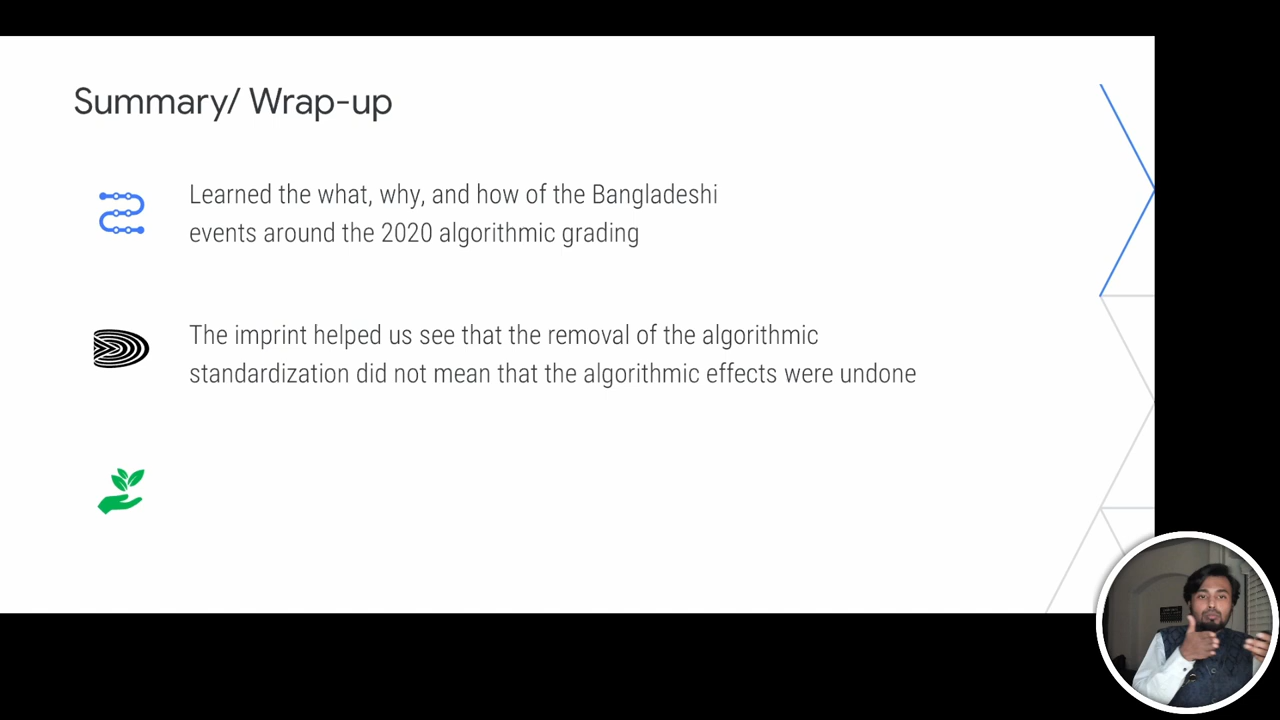 Summary/ Wrap-up
Learned the what, why, and how of the Bangladeshi
events around the 2020 algorithmic grading
The imprint helped us see that the removal of the algorithmic
standardization did not mean that the algorithmic effects were undone